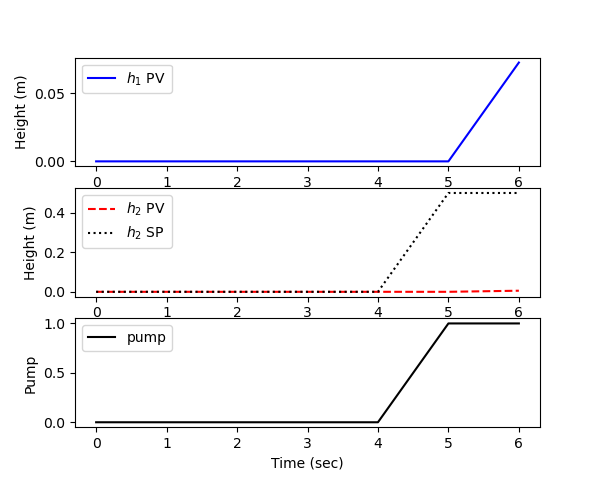 Height (m)
0.05
0.00
h₁ PV
0 1 2 3 4 5 6
Height (m)
0.4
0.2
0.0
h₂ PV
h₂ SP
0 1 2 3 4 5 6
Pump
1.0
0.5
0.0
pump
0 1 2 3 4 5 6
Time (sec)